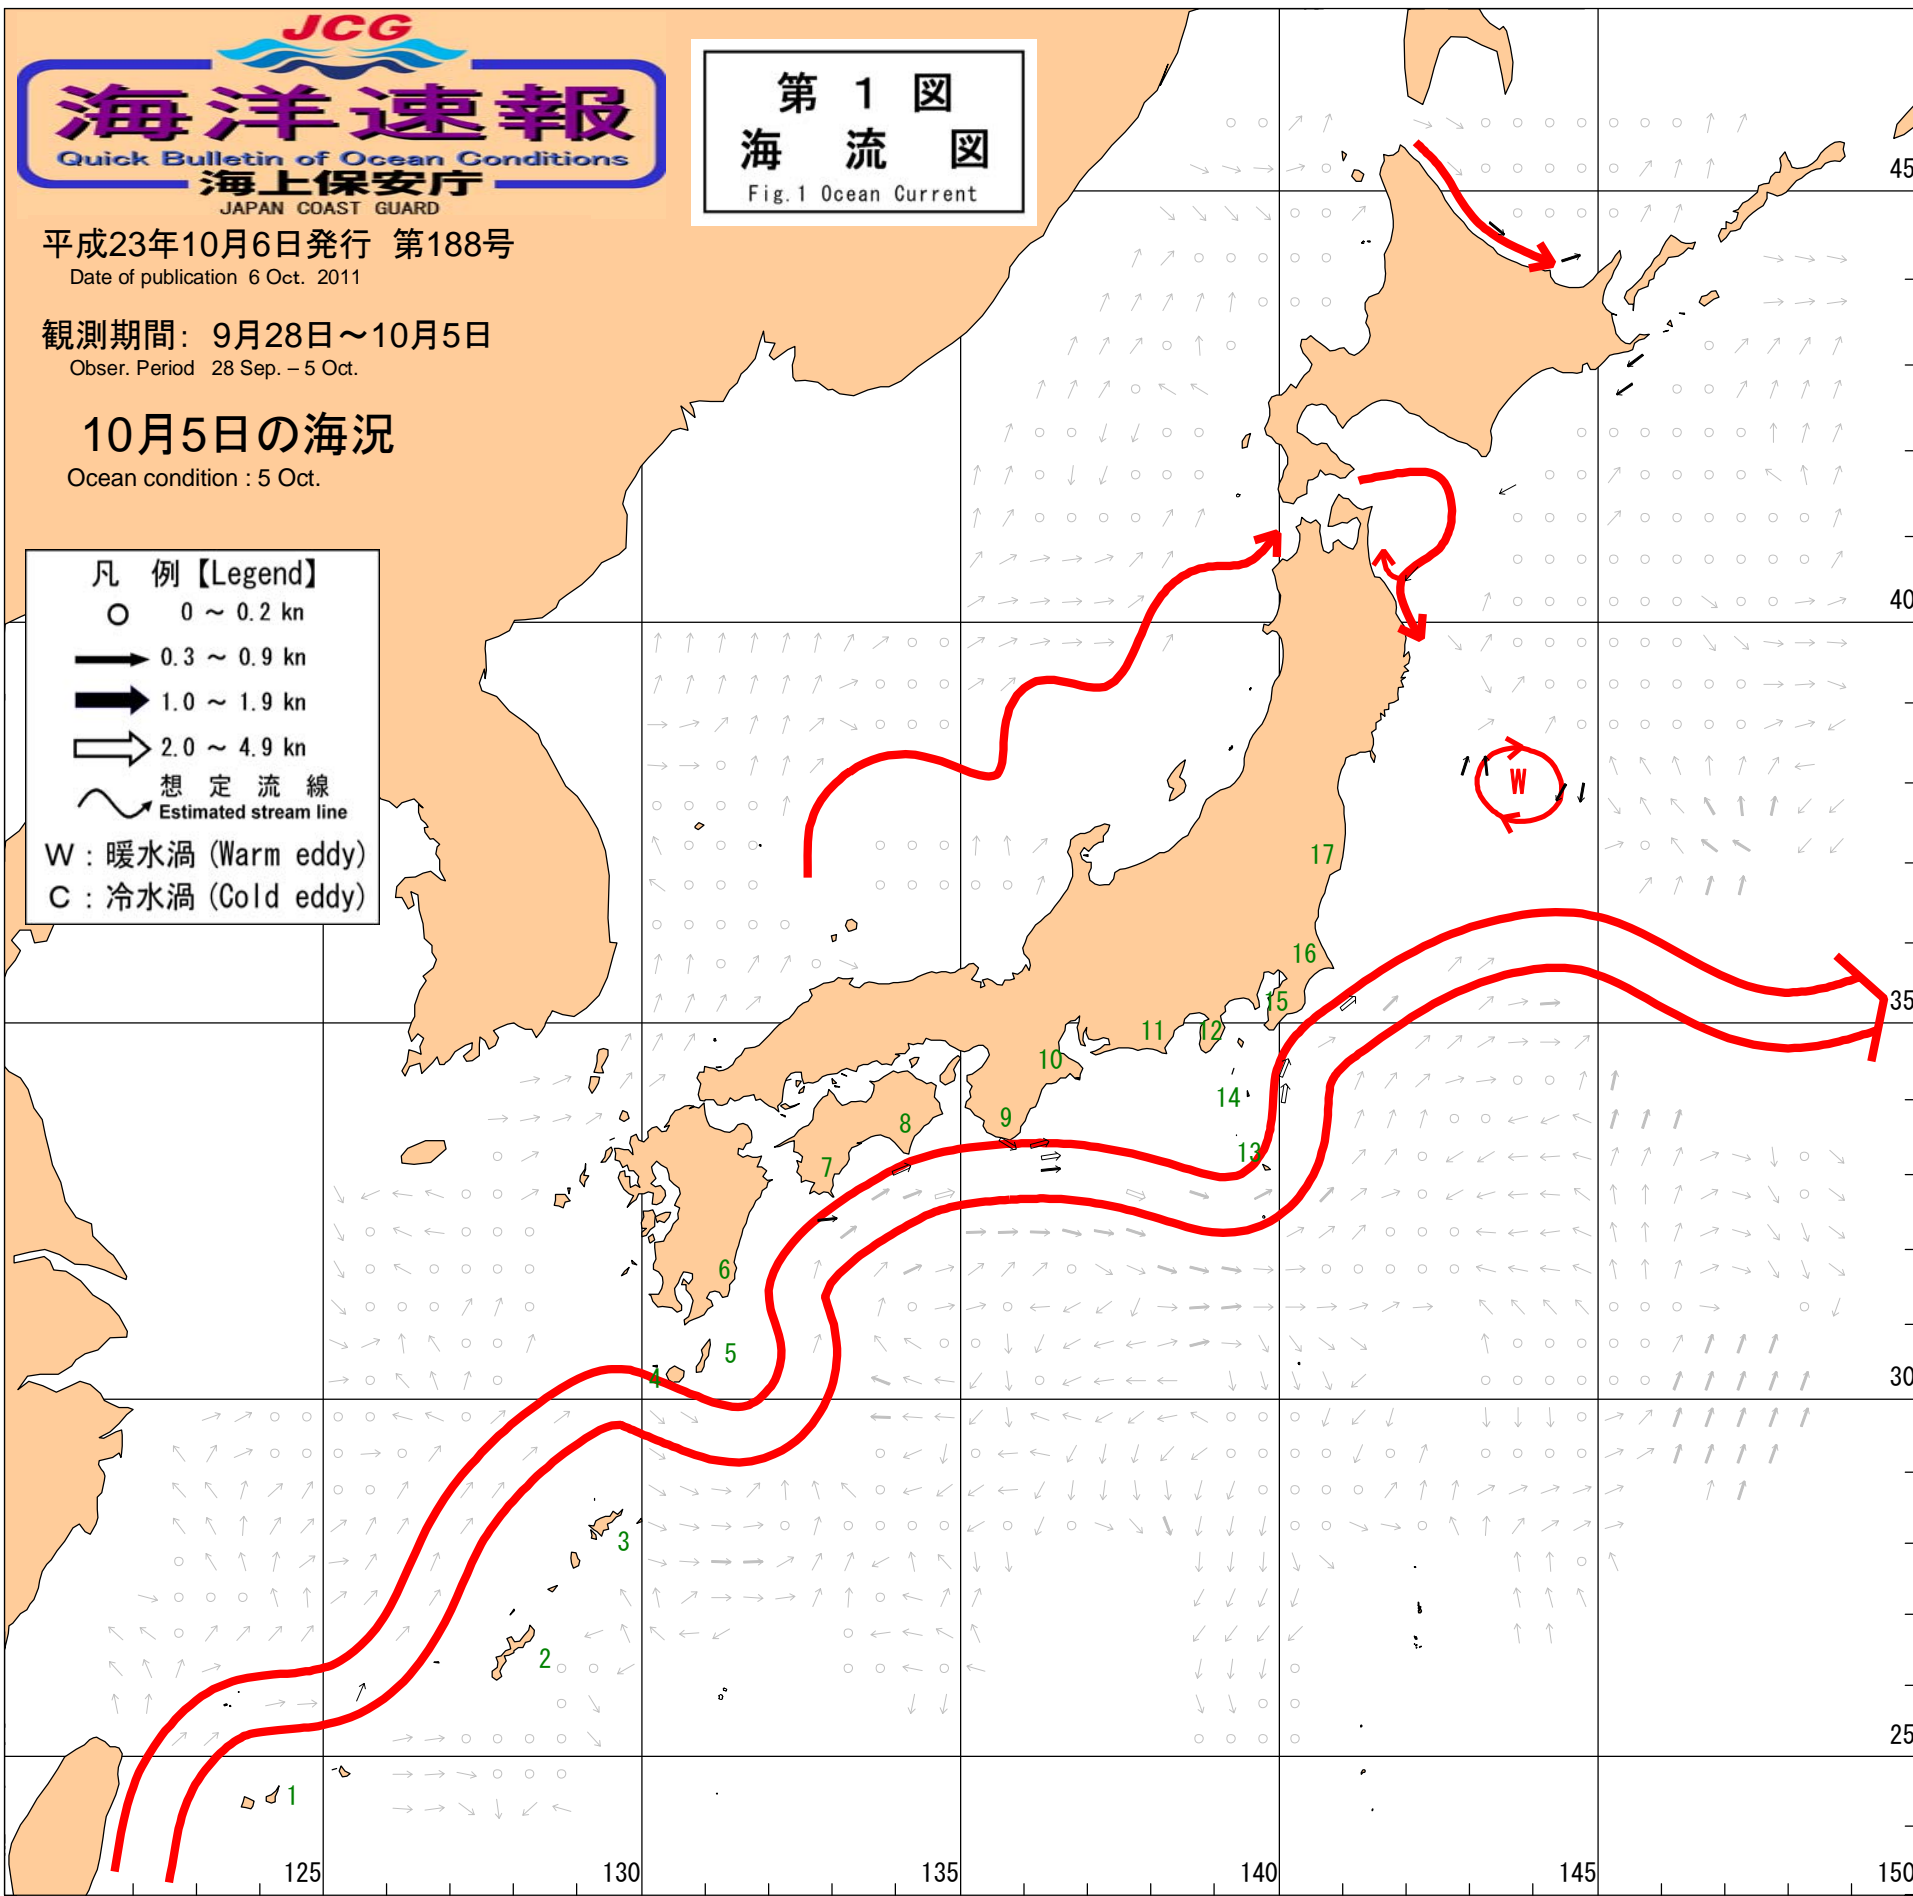 JCG
海洋速報
Quick Bulletin of Ocean Conditions
海上保安庁
JAPAN COAST GUARD
第 1 図
海 流 図
Fig.1 Ocean Current
平成23年10月6日発行 第188号
Date of publication 6 Oct. 2011
観測期間: 9月28日~10月5日
Obser. Period 28 Sep. – 5 Oct.
10月5日の海況
Ocean condition : 5 Oct.
凡 例【Legend】
0 ~ 0.2 kn
0.3 ~ 0.9 kn
1.0 ~ 1.9 kn
2.0 ~ 4.9 kn
想 定 流 線
Estimated stream line
W : 暖水渦 (Warm eddy)
C : 冷水渦 (Cold eddy)
45
40
W
17
16
35
15
12
11
10
14
9
8
13
7
6
5
4
30
3
2
25
1
125
130
135
140
145
150